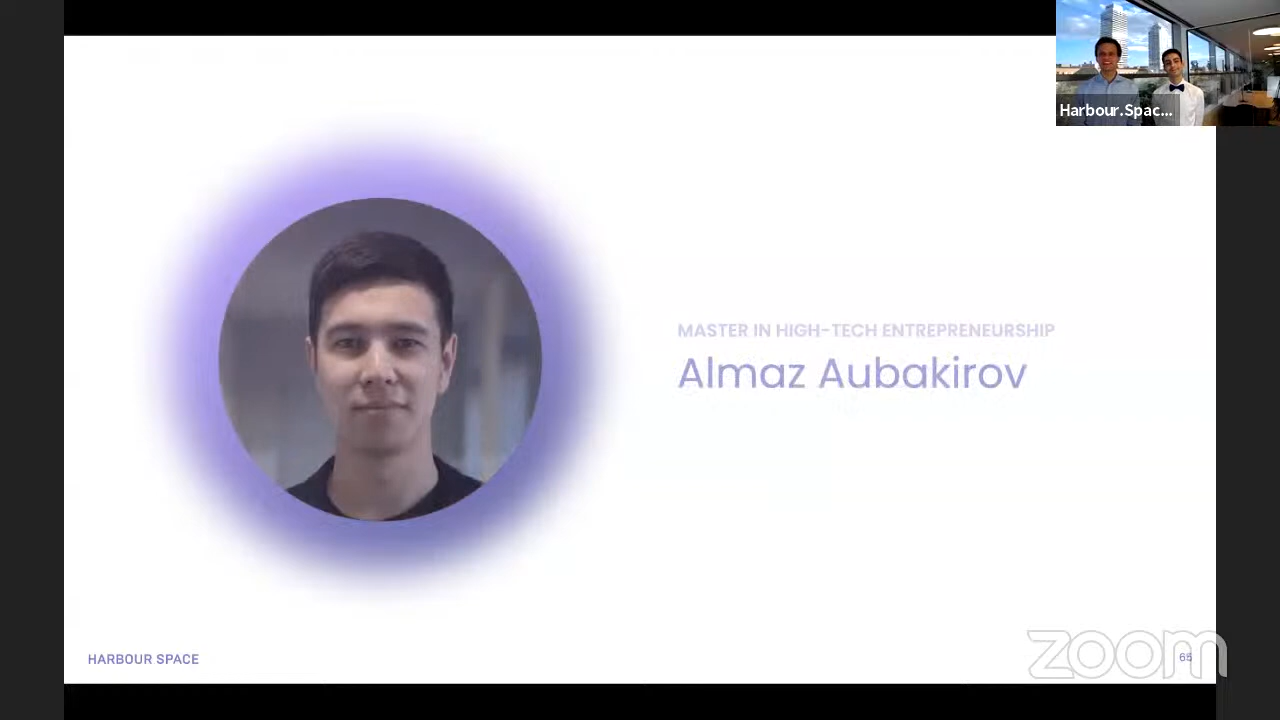 Harbour.Spac...
MASTER IN HIGH-TECH ENTREPRENEURSHIP
Almaz Aubakirov
HARBOUR SPACE
zoom
65